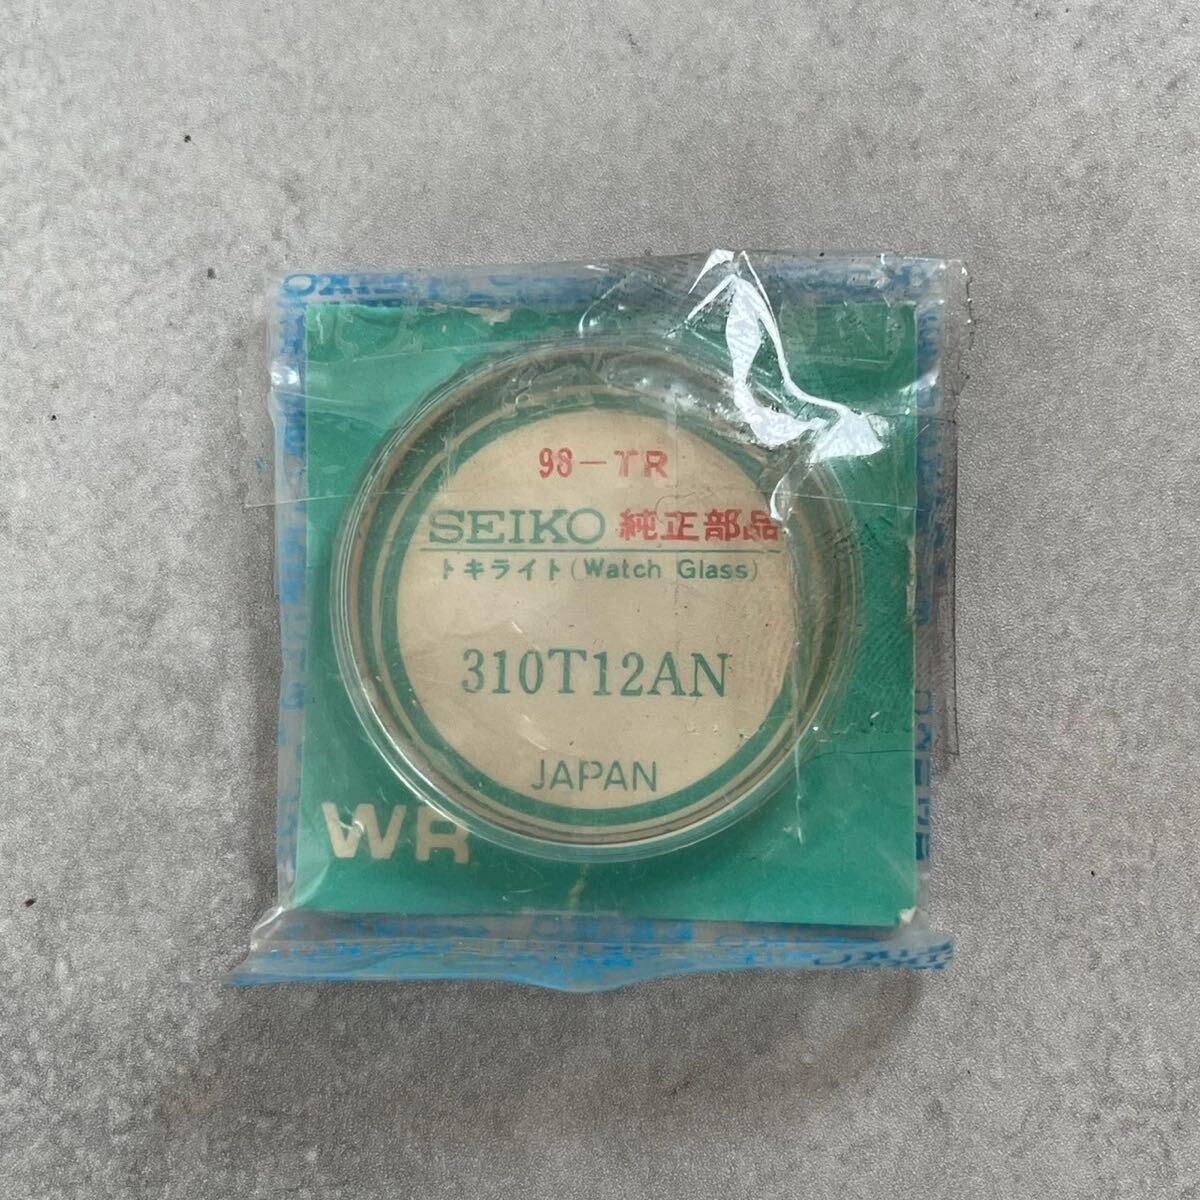 98-TR
SEIKO 純正部品
トキライト(Watch Glass)
310T12AN
JAPAN
WR